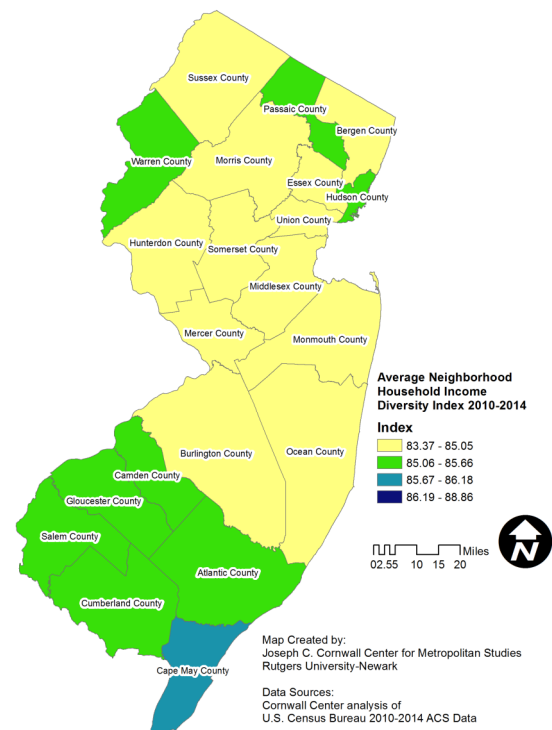 Sussex County
Passaic County
Bergen County
Warren County
Morris County
Essex County
Hudson County
Union County
Hunterdon County
Somerset County
Middlesex County
Mercer County
Monmouth County
Average Neighborhood
Household Income
Diversity Index 2010-2014
Index
83.37 - 85.05
85.06 - 85.66
85.67 - 86.18
86.19 - 88.86
Burlington County
Ocean County
Camden County
Gloucester County
Salem County
Atlantic County
Cumberland County
Cape May County
02.55 10 15 20 Miles
N
Map Created by:
Joseph C. Cornwall Center for Metropolitan Studies
Rutgers University-Newark
Data Sources:
Cornwall Center analysis of
U.S. Census Bureau 2010-2014 ACS Data